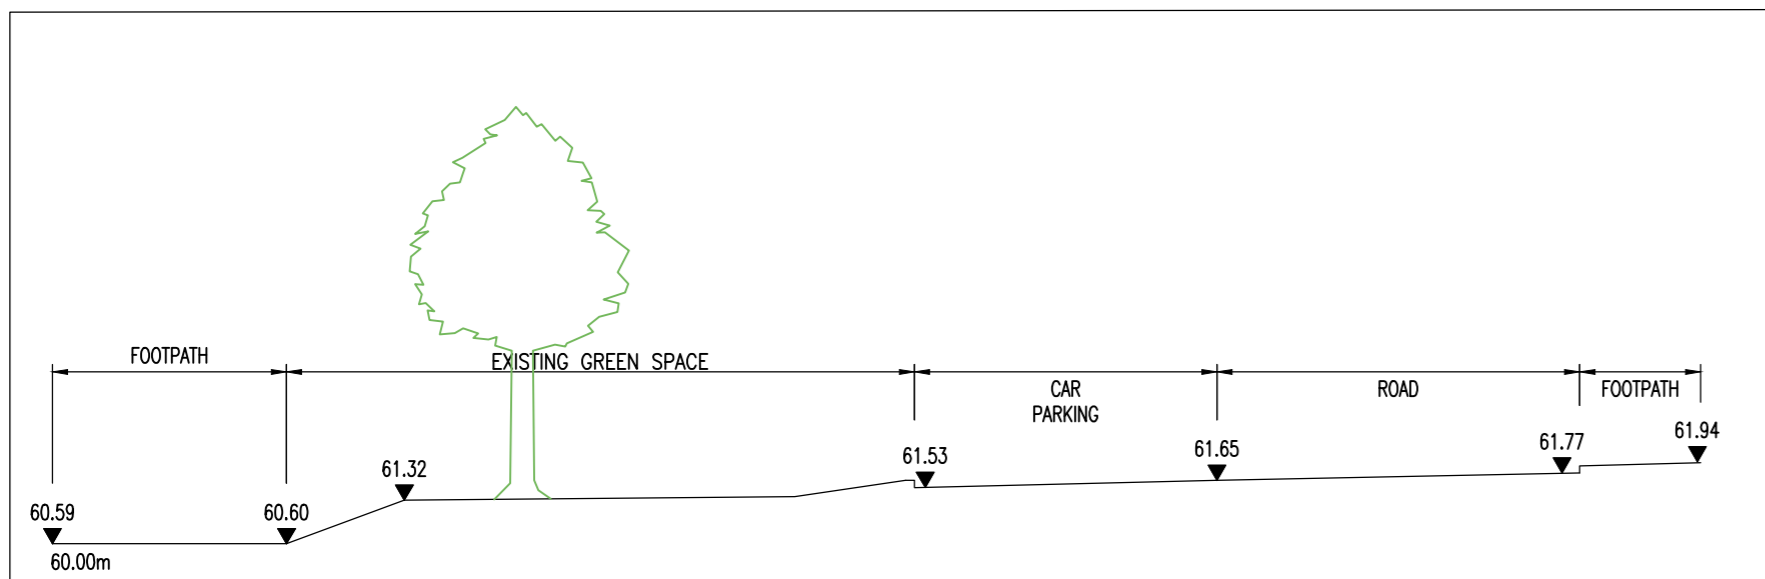 FOOTPATH
EXISTING GREEN SPACE
CAR
PARKING
ROAD
FOOTPATH
60.59
60.60
61.32
61.53
61.65
61.77
61.94
60.00m